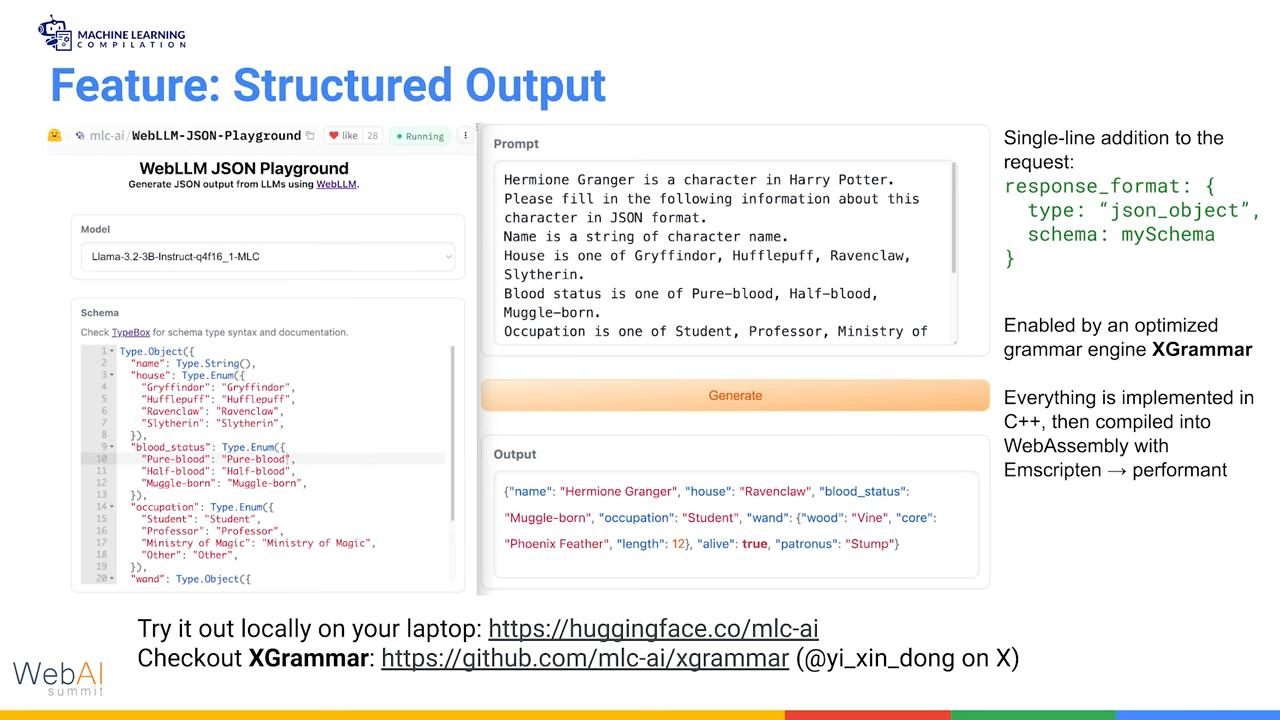 MACHINE LEARNING
COMPILATION
Feature: Structured Output
mlc-ai/WebLLM-JSON-Playground like 28 Running
WebLLM JSON Playground
Generate JSON output from LLMs using WebLLM.
Model
Llama-3.2-3B-Instruct-q4f16_1-MLC
Schema
Check TypeBox for schema type syntax and documentation.
1 Type.Object({
2 "name": Type.String(),
3 "house": Type.Enum({
4 "Gryffindor": "Gryffindor",
5 "Hufflepuff": "Hufflepuff",
6 "Ravenclaw": "Ravenclaw",
7 "Slytherin": "Slytherin",
8 }),
9 "blood_status": Type.Enum({
10 "Pure-blood": "Pure-blood",
11 "Half-blood": "Half-blood",
12 "Muggle-born": "Muggle-born",
13 }),
14 "occupation": Type.Enum({
15 "Student": "Student",
16 "Professor": "Professor",
17 "Ministry of Magic": "Ministry of Magic",
18 "Other": "Other",
19 }),
20 "wand": Type.Object({
Prompt
Hermione Granger is a character in Harry Potter.
Please fill in the following information about this
character in JSON format.
Name is a string of character name.
House is one of Gryffindor, Hufflepuff, Ravenclaw,
Slytherin.
Blood status is one of Pure-blood, Half-blood,
Muggle-born.
Occupation is one of Student, Professor, Ministry of
Generate
Output
{"name": "Hermione Granger", "house": "Ravenclaw", "blood_status":
"Muggle-born", "occupation": "Student", "wand": {"wood": "Vine", "core":
"Phoenix Feather", "length": 12}, "alive": true, "patronus": "Stump"}
Single-line addition to the
request:
response_format: {
type: “json_object”,
schema: mySchema
}
Enabled by an optimized
grammar engine XGrammar
Everything is implemented in
C++, then compiled into
WebAssembly with
Emscripten → performant
Try it out locally on your laptop: https://huggingface.co/mlc-ai
Checkout XGrammar: https://github.com/mlc-ai/xgrammar (@yi_xin_dong on X)
WebAI
summit